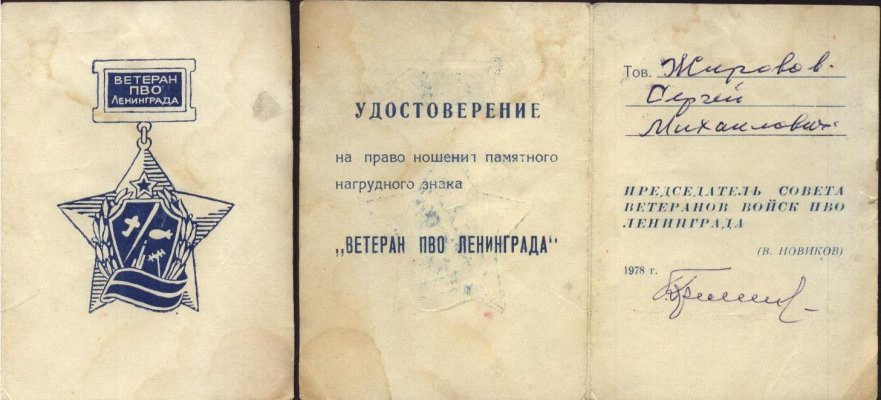 ВЕТЕРАН
ПВО
ЛЕНИНГРАДА
УДОСТОВЕРЕНИЕ
на право ношения памятного
нагрудного знака
„ВЕТЕРАН ПВО ЛЕНИНГРАДА“
Тов. Жировов
Сергей
Михайлович
ПРЕДСЕДАТЕЛЬ СОВЕТА
ВЕТЕРАНОВ ВОЙСК ПВО
ЛЕНИНГРАДА
(В. НОВИКОВ)
1978 г.